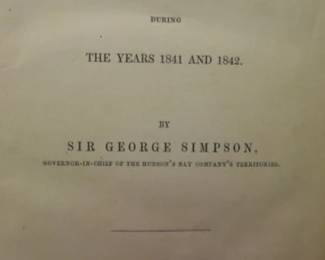 DURING
THE YEARS 1841 AND 1842.
BY
SIR GEORGE SIMPSON,
GOVERNOR-IN-CHIEF OF THE HUDSON'S BAY COMPANY'S TERRITORIES.